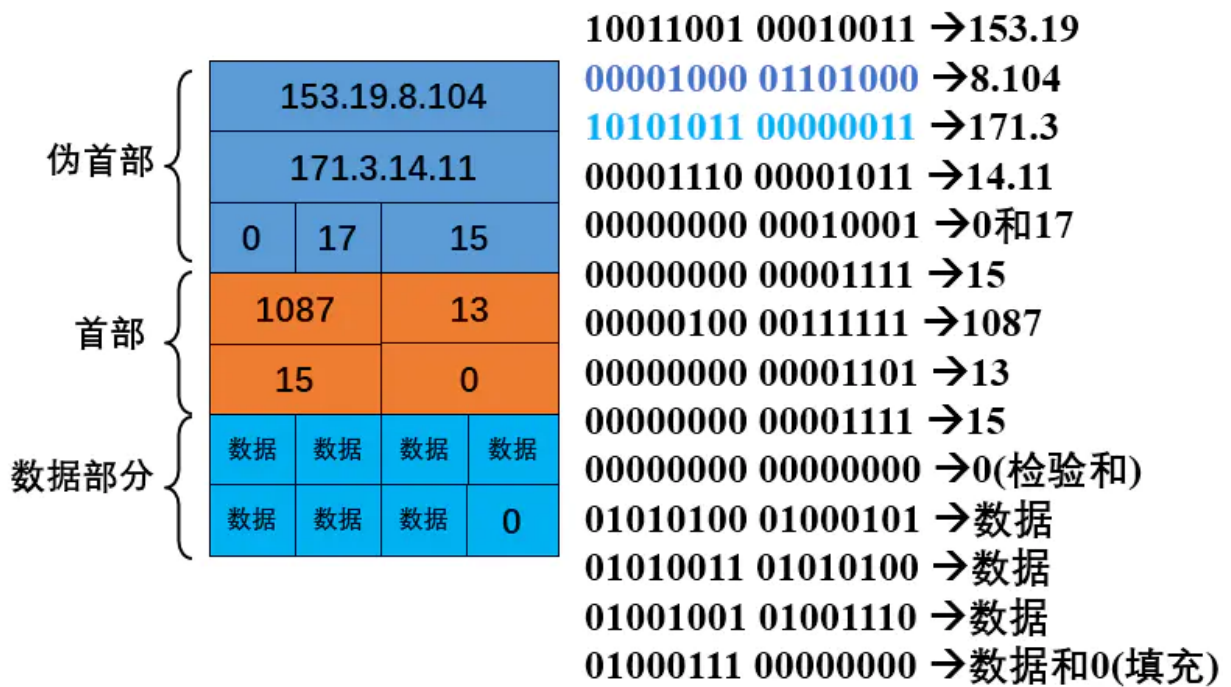 伪首部
153.19.8.104
171.3.14.11
0 17 15
首部
1087 13
15 0
数据部分
数据 数据 数据 数据
数据 数据 数据 0
10011001 00010011 →153.19
00001000 01101000 →8.104
10101011 00000011 →171.3
00001110 00001011 →14.11
00000000 00010001 →0和17
00000000 00001111 →15
00000100 00111111 →1087
00000000 00001101 →13
00000000 00001111 →15
00000000 00000000 →0(检验和)
01010100 01000101 →数据
01010011 01010100 →数据
01001001 01001110 →数据
01000111 00000000 →数据和0(填充)